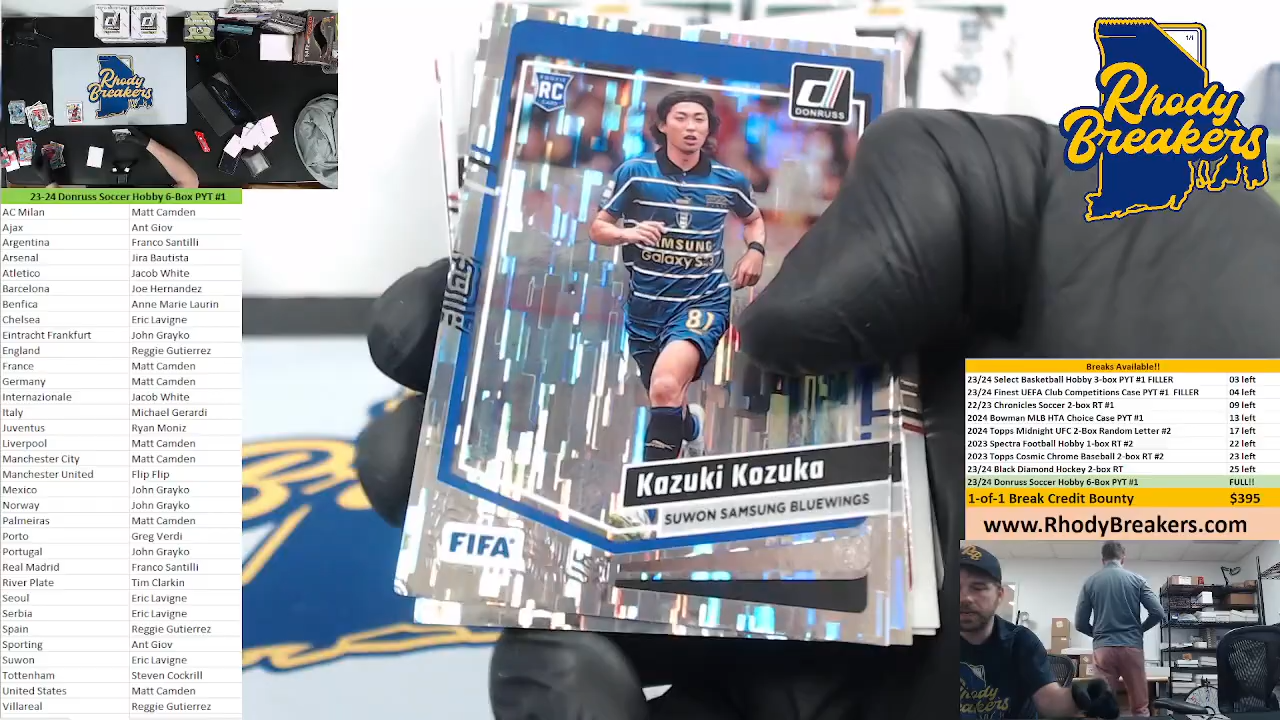 Rhody
Breakers
23-24 Donruss Soccer Hobby 6-Box PYT #1
AC Milan Matt Camden
Ajax Ant Giov
Argentina Franco Santilli
Arsenal Jira Bautista
Atletico Jacob White
Barcelona Joe Hernandez
Benfica Anne Marie Laurin
Chelsea Eric Lavigne
Eintracht Frankfurt John Grayko
England Reggie Gutierrez
France Matt Camden
Germany Matt Camden
Internazionale Jacob White
Italy Michael Gerardi
Juventus Ryan Moniz
Liverpool Matt Camden
Manchester City Matt Camden
Manchester United Flip Flip
Mexico John Grayko
Norway John Grayko
Palmeiras Matt Camden
Porto Greg Verdi
Portugal John Grayko
Real Madrid Franco Santilli
River Plate Tim Clarkin
Seoul Eric Lavigne
Serbia Eric Lavigne
Spain Reggie Gutierrez
Sporting Ant Giov
Suwon Eric Lavigne
Tottenham Steven Cockrill
United States Matt Camden
Villareal Reggie Gutierrez
RC
DONRUSS
SAMSUNG
Galaxy
81
Kazuki Kozuka
SUWON SAMSUNG BLUEWINGS
FIFA
1/1
Rhody
Breakers
Breaks Available!!
23/24 Select Basketball Hobby 3-box PYT #1 FILLER 03 left
23/24 Finest UEFA Club Competitions Case PYT #1 FILLER 04 left
22/23 Chronicles Soccer 2-box RT #1 09 left
2024 Bowman MLB HTA Choice Case PYT #1 13 left
2024 Topps Midnight UFC 2-Box Random Letter #2 17 left
2023 Spectra Football Hobby 1-box RT #2 22 left
2023 Topps Cosmic Chrome Baseball 2-box RT #2 23 left
23/24 Black Diamond Hockey 2-box RT 25 left
23/24 Donruss Soccer Hobby 6-Box PYT #1 FULL!!
1-of-1 Break Credit Bounty $395
www.RhodyBreakers.com
Rhody
Breakers